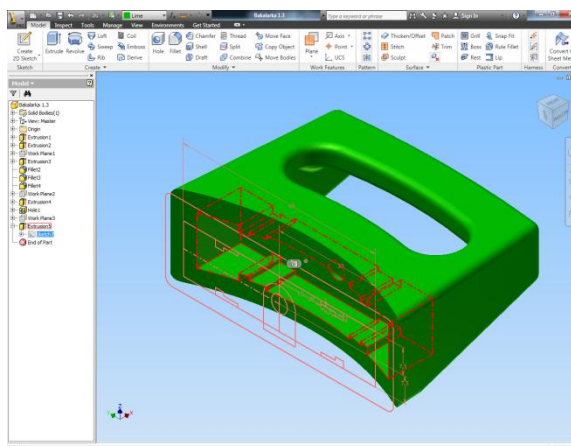 Lime
Bakalarka 1.3
Type a keyword or phrase
Sign In
Model Inspect Tools Manage View Environments Get Started
Loft Coil Chamfer Thread Move Face Axis Thicken/Offset Patch Grill Snap Fit
Create 2D Sketch Extrude Revolve Sweep Emboss Hole Fillet Shell Split Copy Object Plane Point Stitch Trim Boss Rule Fillet Convert
Rib Derive Draft Combine Move Bodies UCS Sculpt Rest Lip Sheet Me
Sketch Create Modify Work Features Pattern Surface Plastic Part Harness Convert
Model
Bakalarka 1.3
Solid Bodies(1)
View: Master
Origin
Extrusion1
Extrusion2
Work Plane1
Extrusion3
Fillet2
Fillet3
Fillet4
Work Plane2
Extrusion4
Hole1
Work Plane3
Extrusion5
End of Part